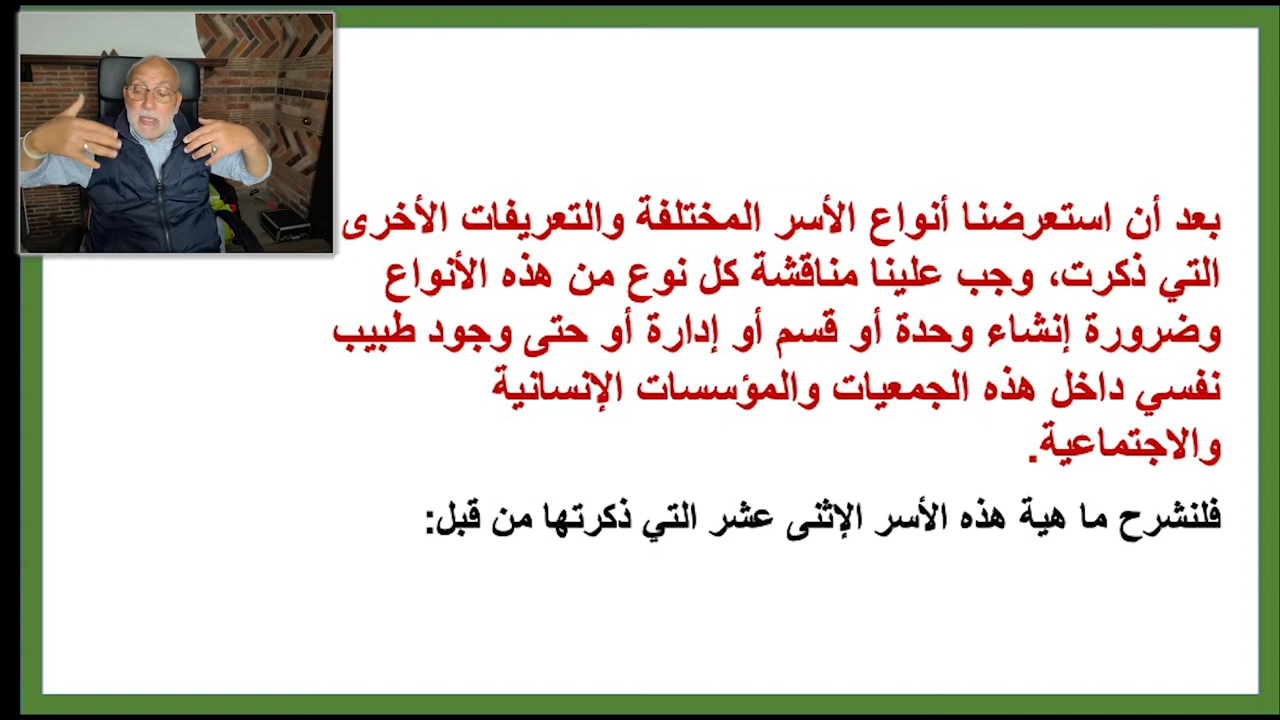 بعد أن استعرضنا أنواع الأسر المختلفة والتعريفات الأخرى
التي ذكرت، وجب علينا مناقشة كل نوع من هذه الأنواع
وضرورة إنشاء وحدة أو قسم أو إدارة أو حتى وجود طبيب
نفسي داخل هذه الجمعيات والمؤسسات الإنسانية
والاجتماعية.
فلنشرح ما هية هذه الأسر الإثنى عشر التي ذكرتها من قبل: